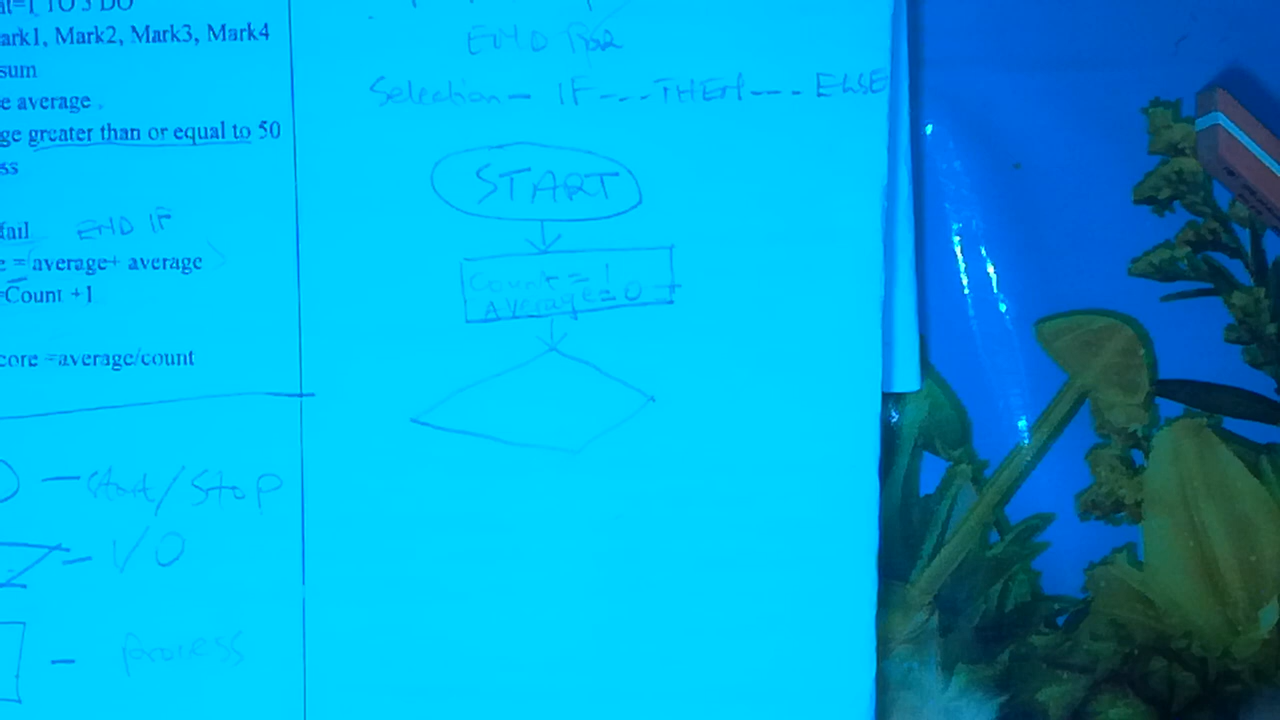 =1 TO 5 DO
ark1, Mark2, Mark3, Mark4
sum
e average .
ge greater than or equal to 50
ss
fail END IF
e = average+ average
=Count +1
core =average/count
— start/stop
— I/O
— process
END FOR
Selection — IF --- THEN --- ELSE
START
Count = 1
Average = 0